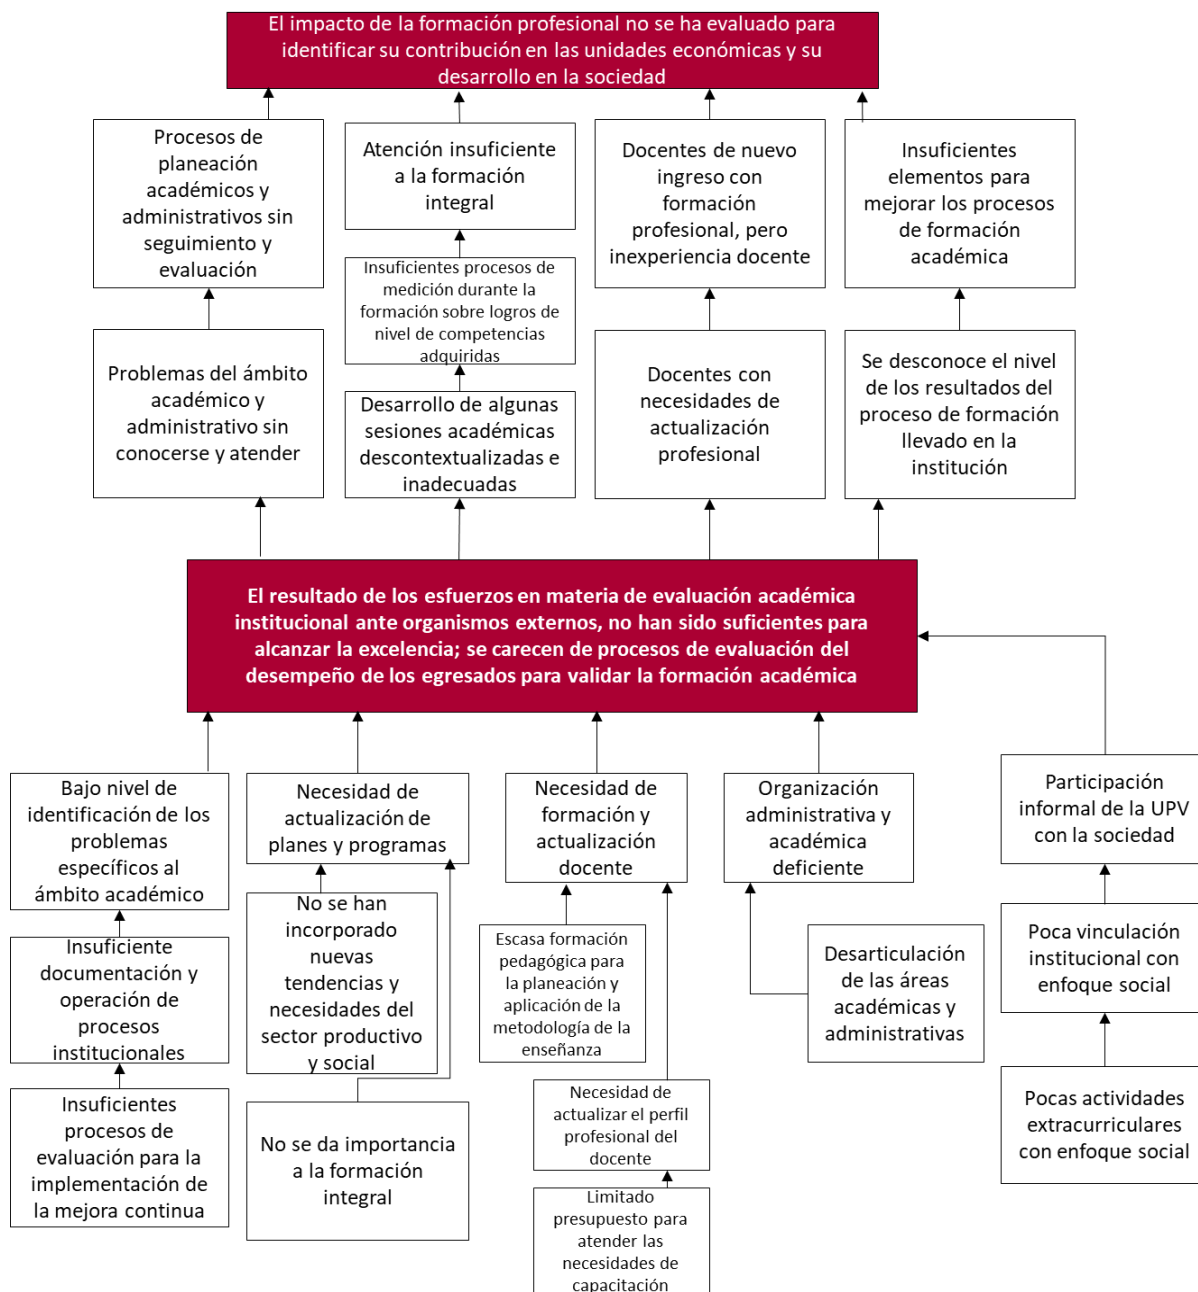 El impacto de la formación profesional no se ha evaluado para
identificar su contribución en las unidades económicas y su
desarrollo en la sociedad
Procesos de
planeación
académicos y
administrativos sin
seguimiento y
evaluación
Atención insuficiente
a la formación
integral
Docentes de nuevo
ingreso con
formación
profesional, pero
inexperiencia docente
Insuficientes
elementos para
mejorar los procesos
de formación
académica
Insuficientes procesos de
medición durante la
formación sobre logros de
nivel de competencias
adquiridas
Problemas del ámbito
académico y
administrativo sin
conocerse y atender
Desarrollo de algunas
sesiones académicas
descontextualizadas e
inadecuadas
Docentes con
necesidades de
actualización
profesional
Se desconoce el nivel
de los resultados del
proceso de formación
llevado en la
institución
El resultado de los esfuerzos en materia de evaluación académica
institucional ante organismos externos, no han sido suficientes para
alcanzar la excelencia; se carecen de procesos de evaluación del
desempeño de los egresados para validar la formación académica
Bajo nivel de
identificación de los
problemas
específicos al
ámbito académico
Necesidad de
actualización de
planes y programas
Necesidad de
formación y
actualización
docente
Organización
administrativa y
académica
deficiente
Participación
informal de la UPV
con la sociedad
Insuficiente
documentación y
operación de
procesos
institucionales
No se han
incorporado
nuevas
tendencias y
necesidades del
sector productivo
y social
Escasa formación
pedagógica para
la planeación y
aplicación de la
metodología de la
enseñanza
Desarticulación
de las áreas
académicas y
administrativas
Poca vinculación
institucional con
enfoque social
Insuficientes
procesos de
evaluación para la
implementación de
la mejora continua
No se da importancia
a la formación
integral
Necesidad de
actualizar el perfil
profesional del
docente
Pocas actividades
extracurriculares
con enfoque social
Limitado
presupuesto para
atender las
necesidades de
capacitación